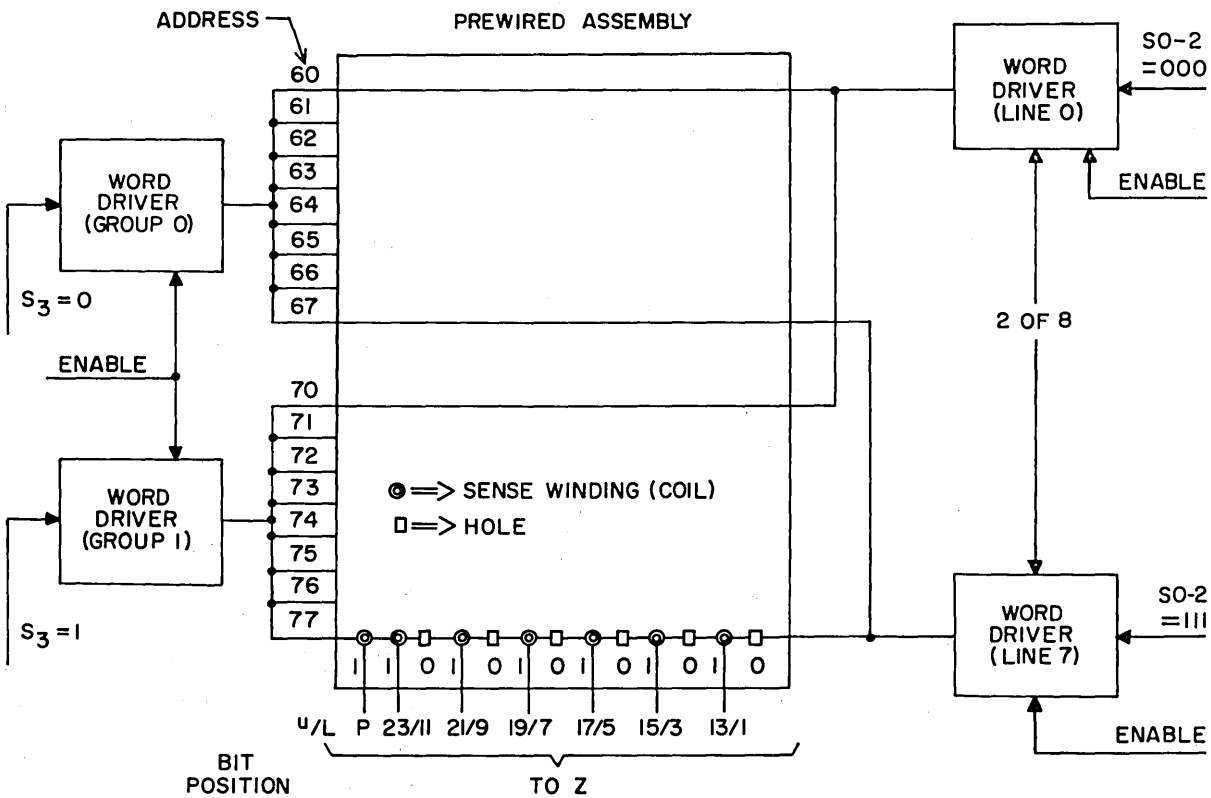 ADDRESS
PREWIRED ASSEMBLY
60
61
62
63
64
65
66
67
WORD
DRIVER
(GROUP 0)
S3=0
ENABLE
WORD
DRIVER
(LINE 0)
SO-2
=000
ENABLE
2 OF 8
70
71
72
73
74
75
76
77
WORD
DRIVER
(GROUP 1)
S3=1
⇒ SENSE WINDING (COIL)
⇒ HOLE
WORD
DRIVER
(LINE 7)
SO-2
=111
ENABLE
1 1 0 1 0 1 0 1 0 1 0 1 0
u/L P 23/11 21/9 19/7 17/5 15/3 13/1
BIT
POSITION
TO Z